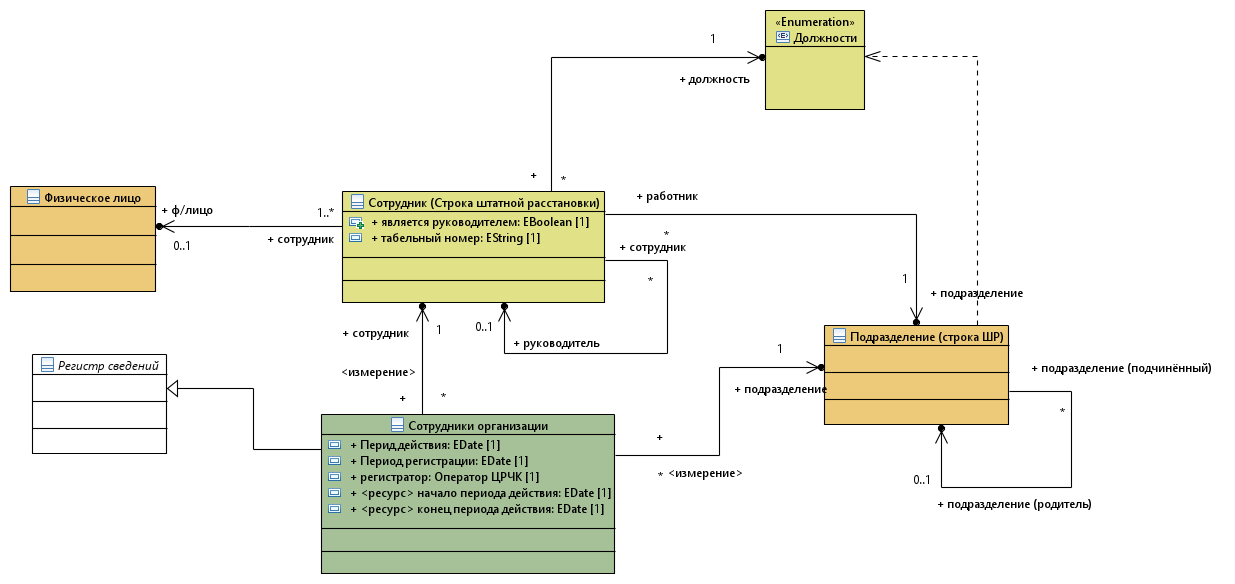 «Enumeration»
Должности
1
+ должность
+
*
Физическое лицо
+ ф/лицо
0..1
1..*
+ сотрудник
Сотрудник (Строка штатной расстановки)
+ является руководителем: EBoolean [1]
+ табельный номер: EString [1]
+ работник
*
+ сотрудник
*
1
+ подразделение
+ сотрудник
1
0..1
+ руководитель
<измерение>
+
*
Регистр сведений
Подразделение (строка ШР)
1
+ подразделение
+ подразделение (подчинённый)
*
0..1
+ подразделение (родитель)
Сотрудники организации
+ Перид действия: EDate [1]
+ Период регистрации: EDate [1]
+ регистратор: Оператор ЦРЧК [1]
+ <ресурс> начало периода действия: EDate [1]
+ <ресурс> конец периода действия: EDate [1]
+
* <измерение>